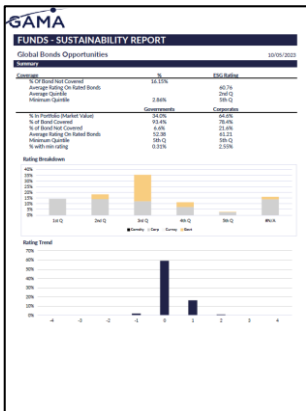 GAMA
FUNDS - SUSTAINABILITY REPORT
Global Bonds Opportunities 10/05/2023
Summary
Coverage % ESG Rating
% Of Bond Not Covered 16.15%
Average Rating On Rated Bonds 60.76
Average Quintile 2nd Q
Minimum Quintile 2.86% 5th Q
Governments Corporates
% In Portfolio (Market Value) 34.0% 64.6%
% of Bond Covered 93.4% 78.4%
% of Bond Not Covered 6.6% 21.6%
Average Rating On Rated Bonds 52.38 61.21
Minimum Quintile 5th Q 5th Q
% with min rating 0.31% 2.55%
Rating Breakdown
40%
35%
30%
25%
20%
15%
10%
5%
0%
1st Q 2nd Q 3rd Q 4th Q 5th Q #N/A
Corp Govt
Rating Trend
70%
60%
50%
40%
30%
20%
10%
0%
-4 -3 -2 -1 0 1 2 3 4